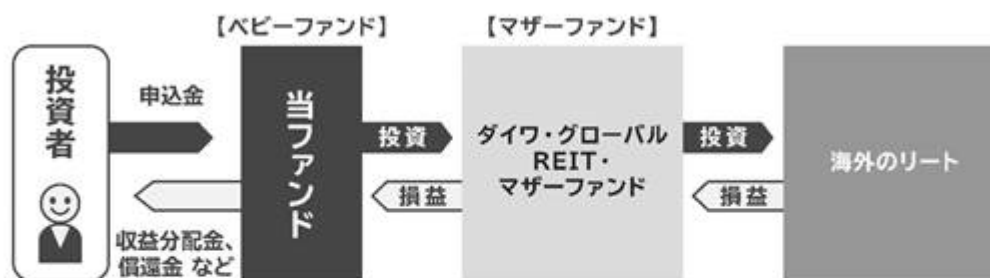 【ベビーファンド】
【マザーファンド】
投資者
申込金
収益分配金、
償還金 など
当ファンド
投資
損益
ダイワ・グローバル
REIT・
マザーファンド
投資
損益
海外のリート